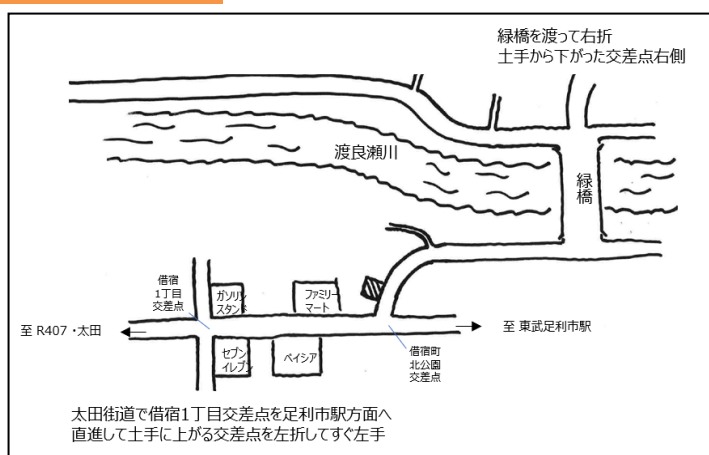 緑橋を渡って右折
土手から下がった交差点右側
渡良瀬川
緑橋
借宿
1丁目
交差点
ガソリン
スタンド
ファミリー
マート
至 R407 ・太田
至 東武足利市駅
セブン
イレブン
ベイシア
借宿町
北公園
交差点
太田街道で借宿1丁目交差点を足利市駅方面へ
直進して土手に上がる交差点を左折してすぐ左手